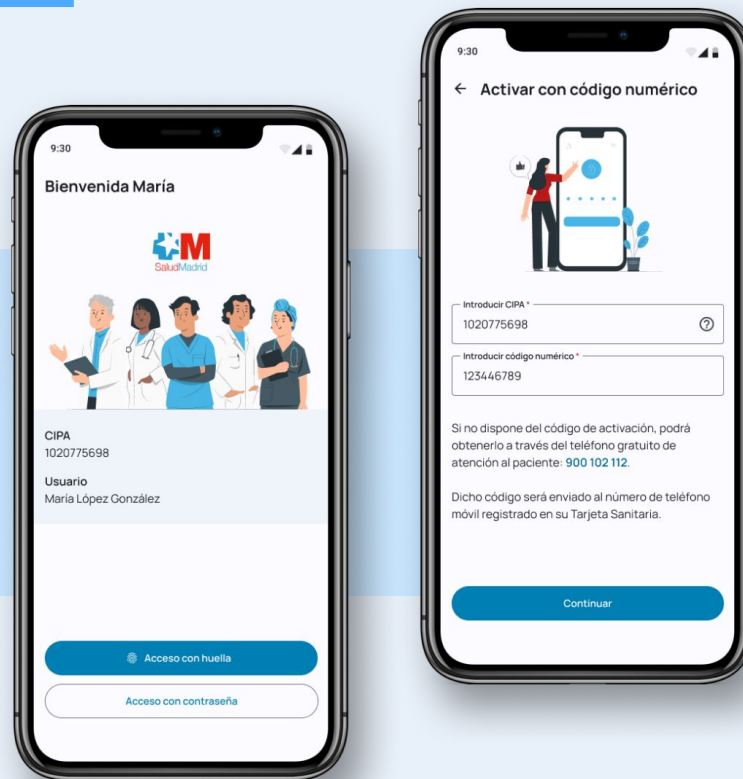 9:30
Bienvenida María
M
SaludMadrid
CIPA
1020775698
Usuario
María López González
Acceso con huella
Acceso con contraseña
9:30
Activar con código numérico
Introducir CIPA *
1020775698
?
Introducir código numérico *
123446789
Si no dispone del código de activación, podrá
obtenerlo a través del teléfono gratuito de
atención al paciente: 900 102 112.
Dicho código será enviado al número de teléfono
móvil registrado en su Tarjeta Sanitaria.
Continuar